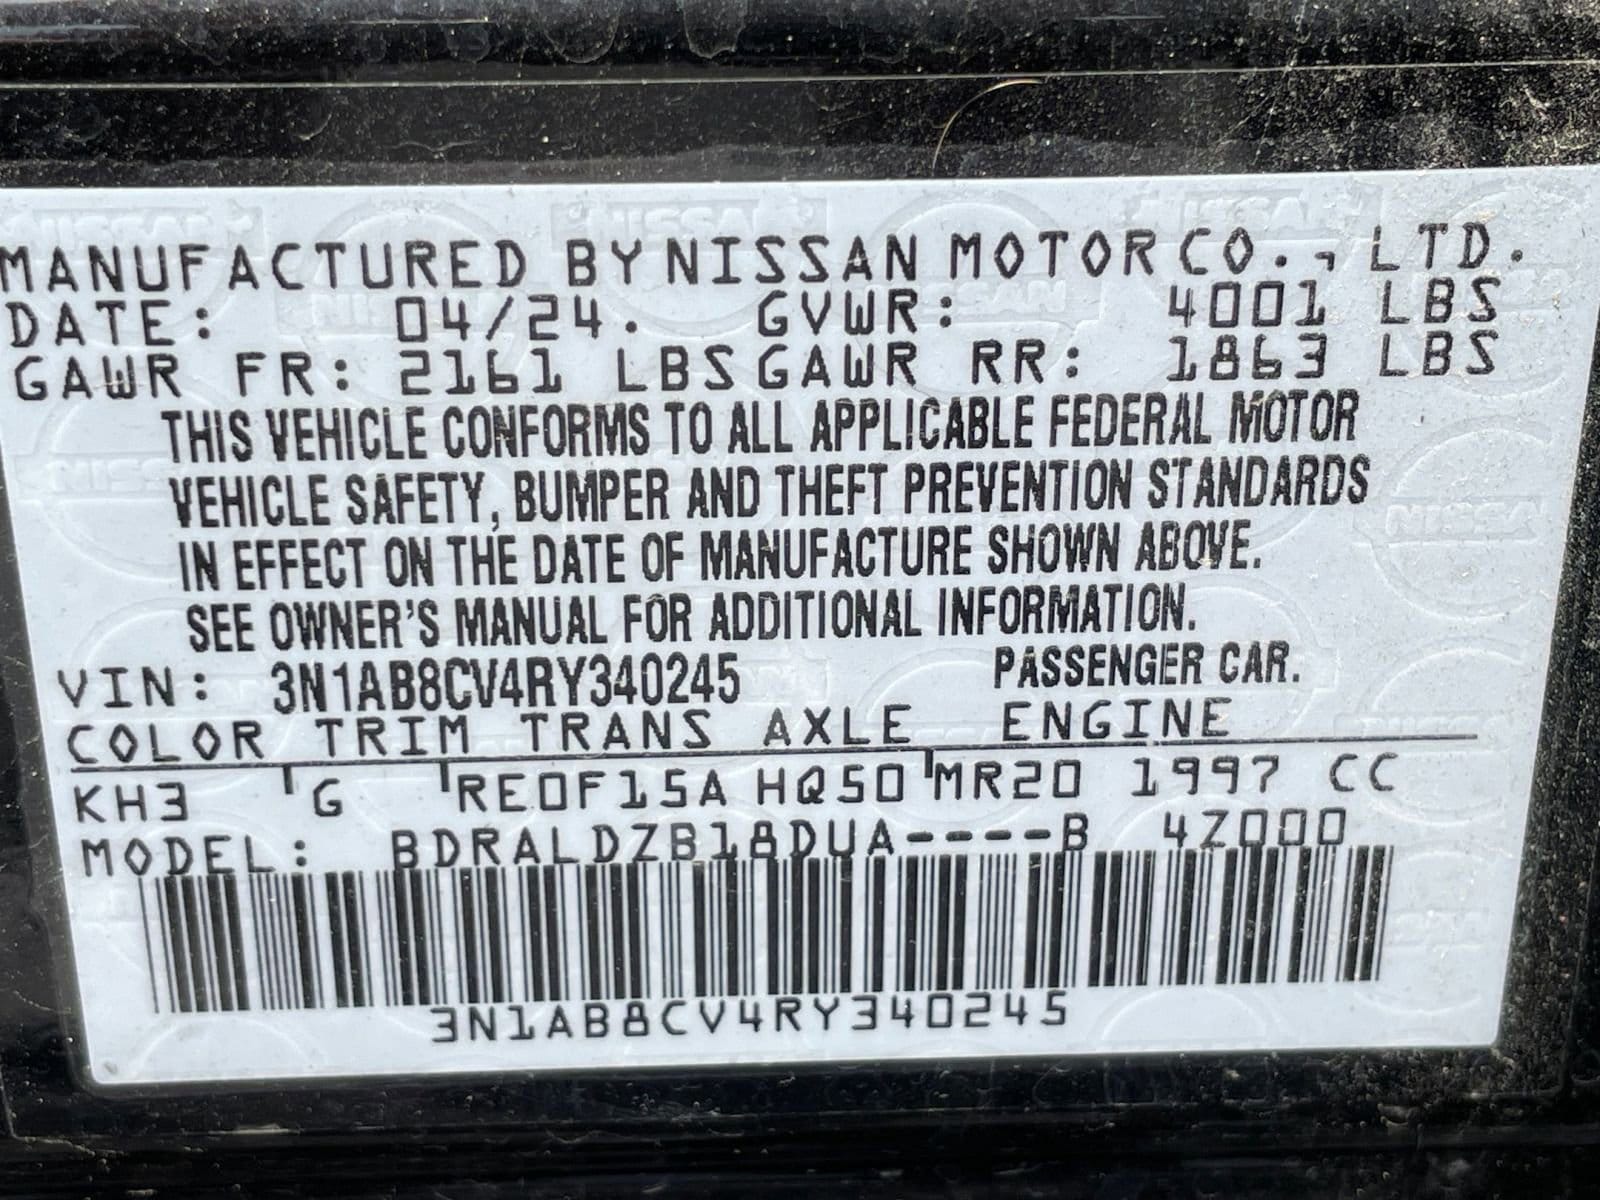 MANUFACTURED BY NISSAN MOTOR CO., LTD.
DATE: 04/24. GVWR: 4001 LBS
GAWR FR: 2161 LBS GAWR RR: 1863 LBS
THIS VEHICLE CONFORMS TO ALL APPLICABLE FEDERAL MOTOR
VEHICLE SAFETY, BUMPER AND THEFT PREVENTION STANDARDS
IN EFFECT ON THE DATE OF MANUFACTURE SHOWN ABOVE.
SEE OWNER'S MANUAL FOR ADDITIONAL INFORMATION.
VIN: 3N1AB8CV4RY340245 PASSENGER CAR.
COLOR TRIM TRANS AXLE ENGINE
KH3 G RE0F15A HQ50 MR20 1997 CC
MODEL: BDRALDZB18DUA----B 4Z000
3N1AB8CV4RY340245